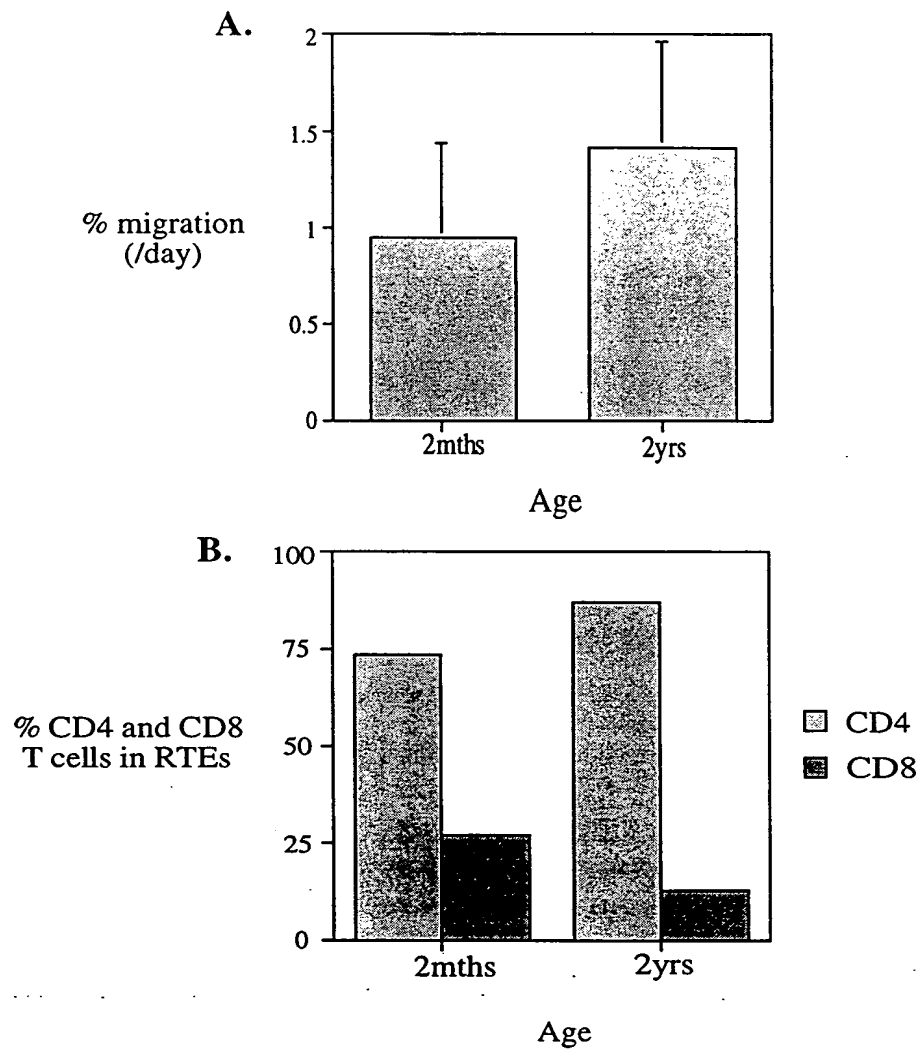 A.
2
1.5
1
0.5
0
% migration
(/day)
2mths
2yrs
Age
B.
100
75
50
25
0
% CD4 and CD8
T cells in RTEs
CD4
CD8
2mths
2yrs
Age